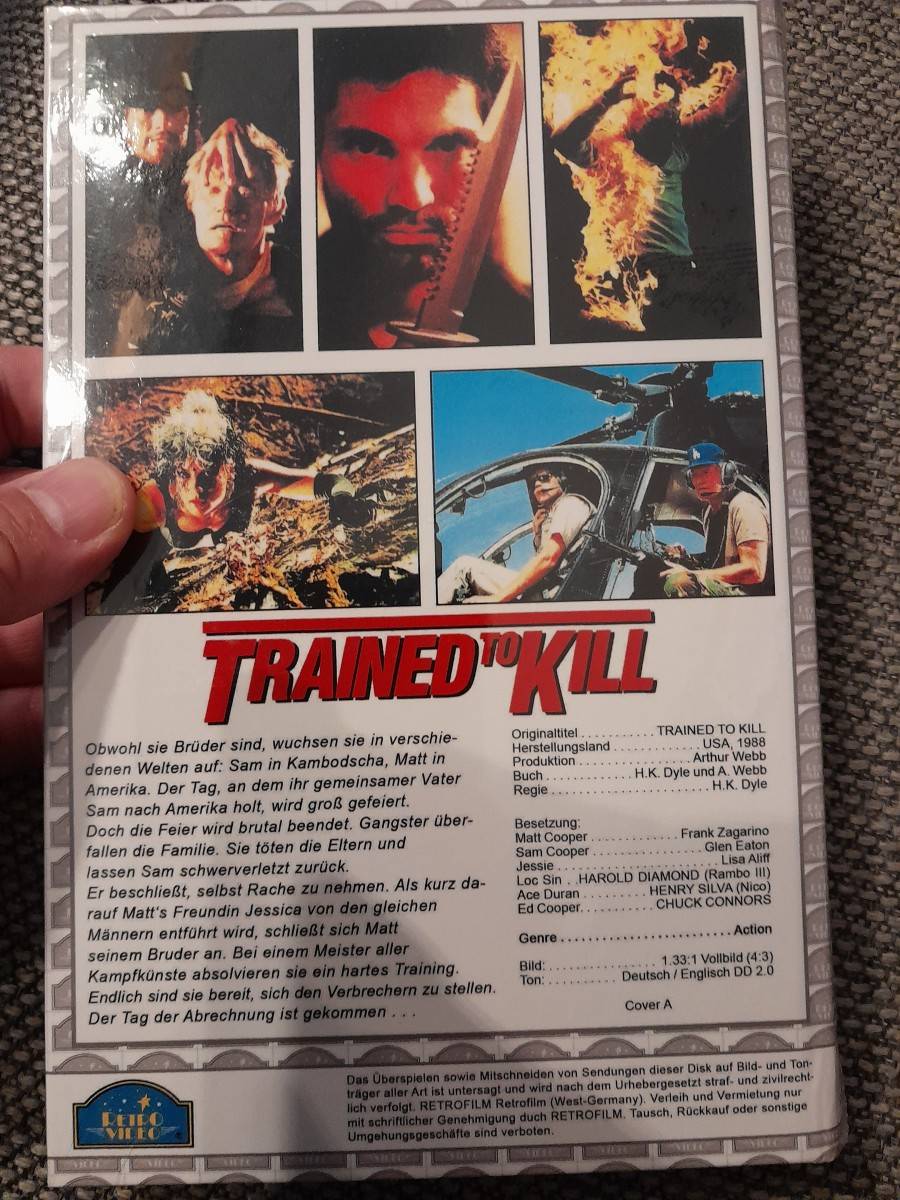 TRAINED TO KILL
Obwohl sie Brüder sind, wuchsen sie in verschie-
denen Welten auf: Sam in Kambodscha, Matt in
Amerika. Der Tag, an dem ihr gemeinsamer Vater
Sam nach Amerika holt, wird groß gefeiert.
Doch die Feier wird brutal beendet. Gangster über-
fallen die Familie. Sie töten die Eltern und
lassen Sam schwerverletzt zurück.
Er beschließt, selbst Rache zu nehmen. Als kurz da-
rauf Matt's Freundin Jessica von den gleichen
Männern entführt wird, schließt sich Matt
seinem Bruder an. Bei einem Meister aller
Kampfkünste absolvieren sie ein hartes Training.
Endlich sind sie bereit, sich den Verbrechern zu stellen.
Der Tag der Abrechnung ist gekommen . . .
Originaltitel . . . . . . . . . . . TRAINED TO KILL
Herstellungsland . . . . . . . . . . . . . USA, 1988
Produktion . . . . . . . . . . . . . . . . . Arthur Webb
Buch . . . . . . . . . . . . H.K. Dyle und A. Webb
Regie . . . . . . . . . . . . . . . . . . . . . . . . H.K. Dyle
Besetzung:
Matt Cooper . . . . . . . . . . . . . Frank Zagarino
Sam Cooper . . . . . . . . . . . . . . . . Glen Eaton
Jessie . . . . . . . . . . . . . . . . . . . . . . . . Lisa Aliff
Loc Sin . . HAROLD DIAMOND (Rambo III)
Ace Duran . . . . . . . . . . HENRY SILVA (Nico)
Ed Cooper. . . . . . . . . . . CHUCK CONNORS
Genre . . . . . . . . . . . . . . . . . . . . . . . . . Action
Bild: . . . . . . . . . . . . . . . . 1.33:1 Vollbild (4:3)
Ton: . . . . . . . . . . Deutsch / Englisch DD 2.0
Cover A
RETRO
VIDEO
Das Überspielen sowie Mitschneiden von Sendungen dieser Disk auf Bild- und Ton-
träger aller Art ist untersagt und wird nach dem Urhebergesetzt straf- und zivilrecht-
lich verfolgt. RETROFILM Retrofilm (West-Germany). Verleih und Vermietung nur
mit schriftlicher Genehmigung duch RETROFILM. Tausch, Rückauf oder sonstige
Umgehungsgeschäfte sind verboten.